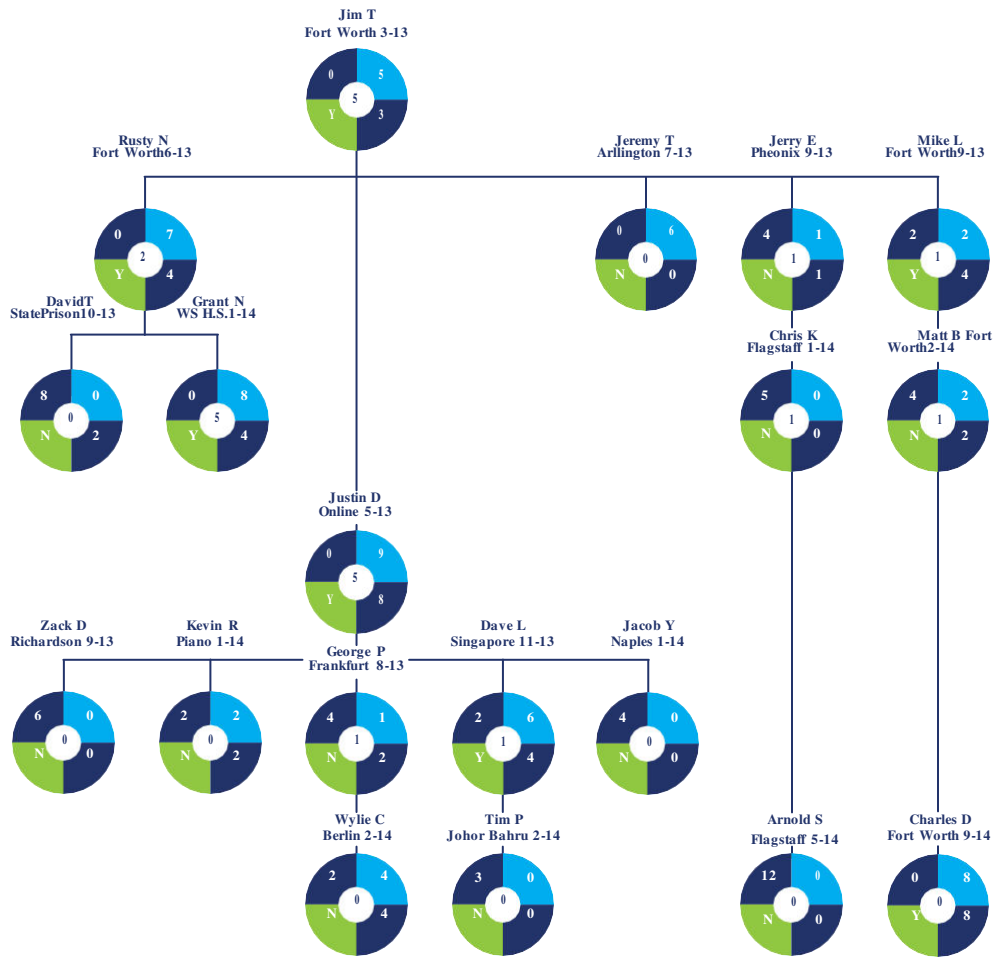 Jim T
Fort Worth 3-13
0 5
5
Y 3
Rusty N
Fort Worth6-13
Jeremy T
Arllington 7-13
Jerry E
Pheonix 9-13
Mike L
Fort Worth9-13
0 7
2
Y 4
0 6
0
N 0
4 1
1
N 1
2 2
1
Y 4
DavidT
StatePrison10-13
Grant N
WS H.S.1-14
Chris K
Flagstaff 1-14
Matt B Fort
Worth2-14
8 0
0
N 2
0 8
5
Y 4
5 0
1
N 0
4 2
1
N 2
Justin D
Online 5-13
0 9
5
Y 8
Zack D
Richardson 9-13
Kevin R
Piano 1-14
George P
Frankfurt 8-13
Dave L
Singapore 11-13
Jacob Y
Naples 1-14
6 0
0
N 0
2 2
0
N 2
4 1
1
N 2
2 6
1
Y 4
4 0
0
N 0
Wylie C
Berlin 2-14
Tim P
Johor Bahru 2-14
Arnold S
Flagstaff 5-14
Charles D
Fort Worth 9-14
2 4
0
N 4
3 0
0
N 0
12 0
0
N 0
0 8
0
Y 8